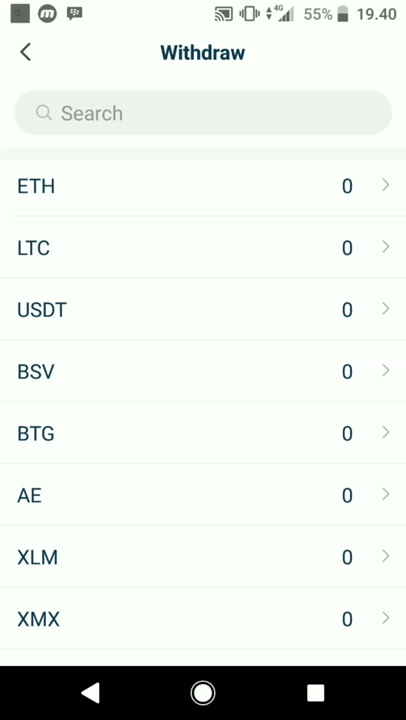 4G 55% 19.40
Withdraw
Search
ETH 0
LTC 0
USDT 0
BSV 0
BTG 0
AE 0
XLM 0
XMX 0